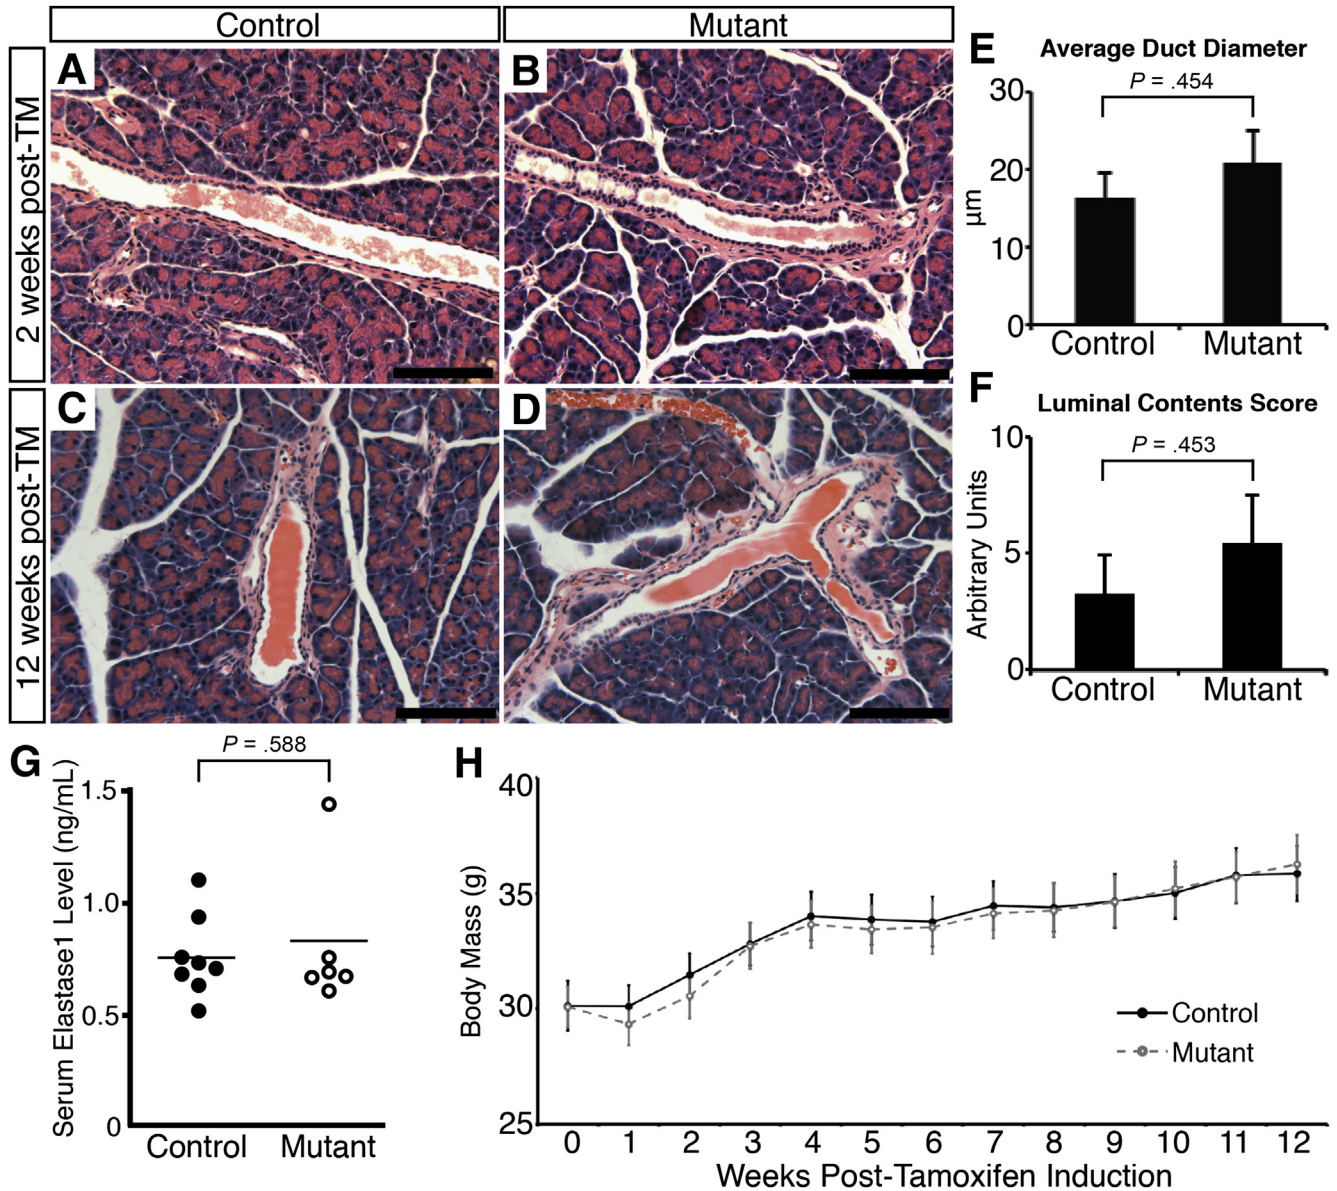 Control
Mutant
2 weeks post-TM
12 weeks post-TM
A
B
C
D
E
Average Duct Diameter
P = .454
30
20
10
0
µm
Control
Mutant
F
Luminal Contents Score
P = .453
10
5
0
Arbitrary Units
Control
Mutant
G
P = .588
1.5
1.0
0.5
0
Serum Elastase1 Level (ng/mL)
Control
Mutant
H
40
35
30
25
Body Mass (g)
Control
Mutant
0 1 2 3 4 5 6 7 8 9 10 11 12
Weeks Post-Tamoxifen Induction